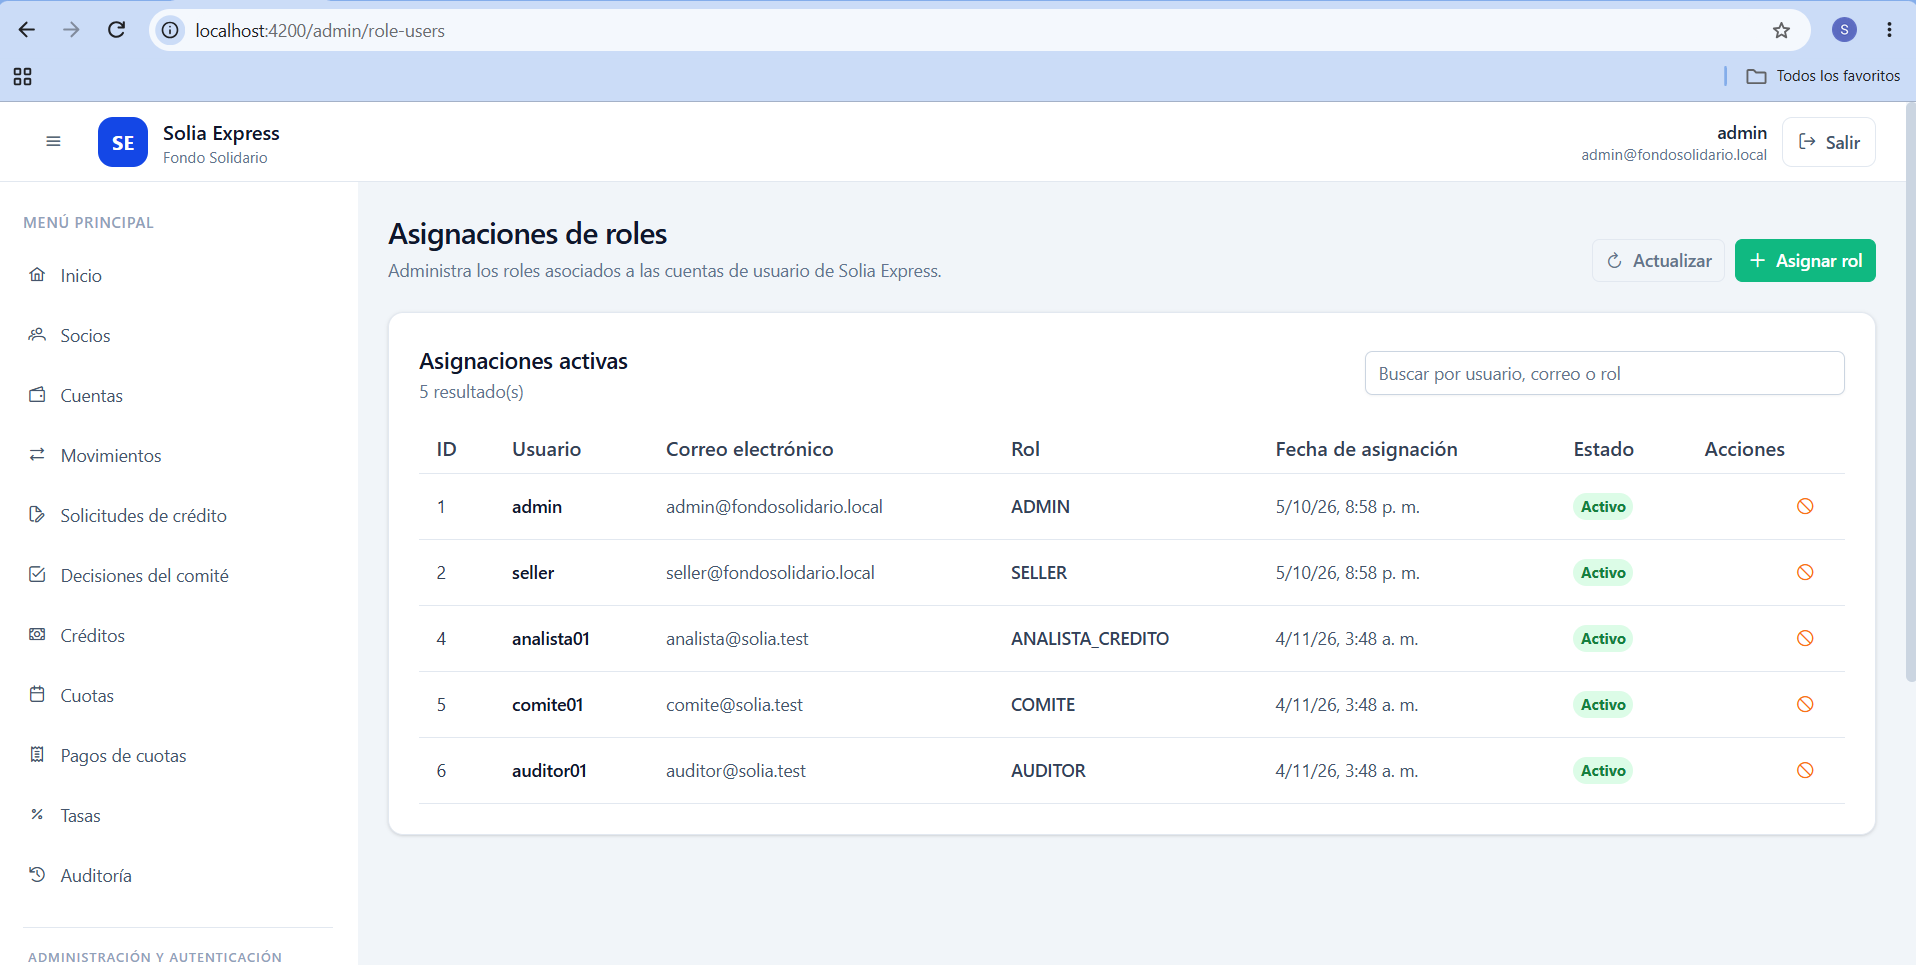 localhost:4200/admin/role-users
S
Todos los favoritos
SE
Solia Express
Fondo Solidario
admin
admin@fondosolidario.local
Salir
MENÚ PRINCIPAL
Inicio
Socios
Cuentas
Movimientos
Solicitudes de crédito
Decisiones del comité
Créditos
Cuotas
Pagos de cuotas
Tasas
Auditoría
ADMINISTRACIÓN Y AUTENTICACIÓN
Asignaciones de roles
Administra los roles asociados a las cuentas de usuario de Solia Express.
Actualizar
Asignar rol
Asignaciones activas
5 resultado(s)
Buscar por usuario, correo o rol
ID Usuario Correo electrónico Rol Fecha de asignación Estado Acciones
1 admin admin@fondosolidario.local ADMIN 5/10/26, 8:58 p. m. Activo
2 seller seller@fondosolidario.local SELLER 5/10/26, 8:58 p. m. Activo
4 analista01 analista@solia.test ANALISTA_CREDITO 4/11/26, 3:48 a. m. Activo
5 comite01 comite@solia.test COMITE 4/11/26, 3:48 a. m. Activo
6 auditor01 auditor@solia.test AUDITOR 4/11/26, 3:48 a. m. Activo